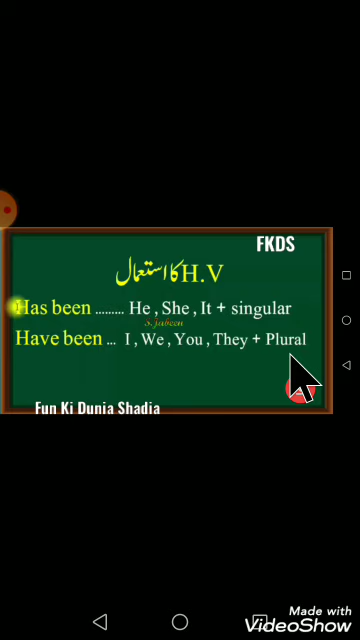 FKDS
H.V کا استعمال
Has been ......... He , She , It + singular
S.jabeen
Have been ... I , We , You , They + Plural
Fun Ki Dunia Shadia
Made with
VideoShow